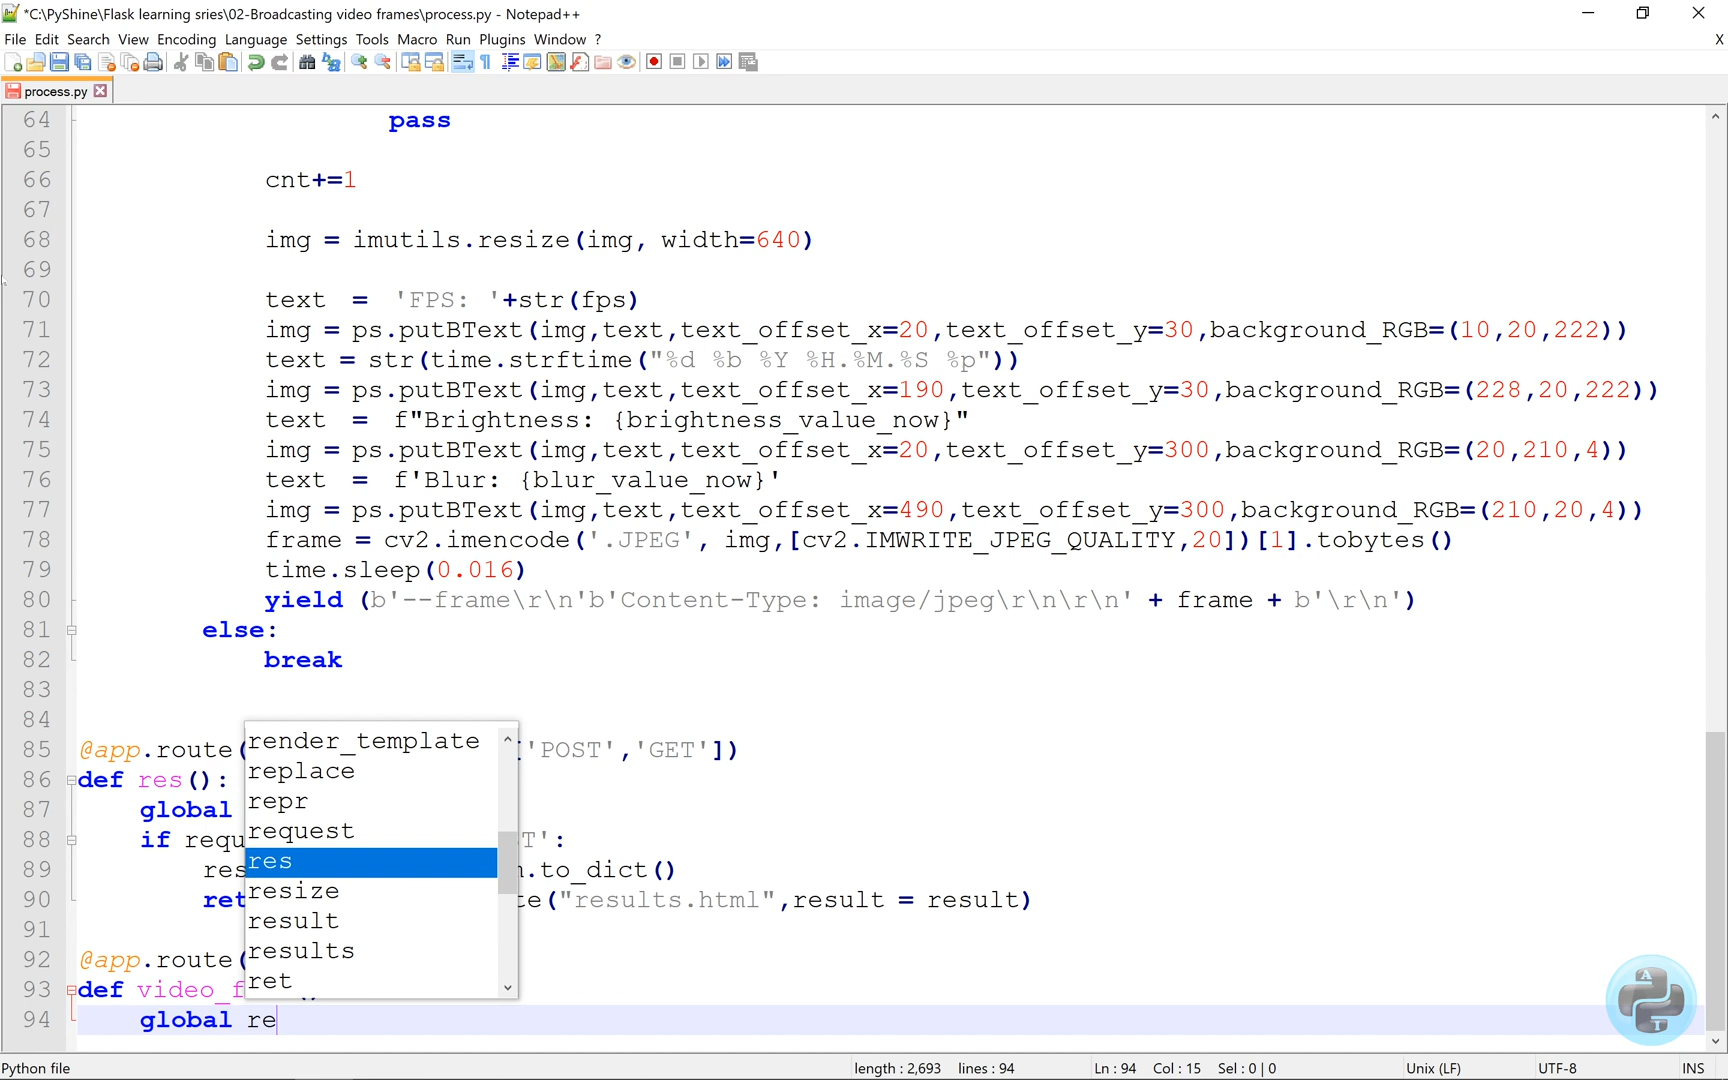 *C:\PyShine\Flask learning sries\02-Broadcasting video frames\process.py - Notepad++
File Edit Search View Encoding Language Settings Tools Macro Run Plugins Window ? X
process.py
64 pass
65
66 cnt+=1
67
68 img = imutils.resize(img, width=640)
69
70 text = 'FPS: '+str(fps)
71 img = ps.putBText(img,text,text_offset_x=20,text_offset_y=30,background_RGB=(10,20,222))
72 text = str(time.strftime("%d %b %Y %H.%M.%S %p"))
73 img = ps.putBText(img,text,text_offset_x=190,text_offset_y=30,background_RGB=(228,20,222))
74 text = f"Brightness: {brightness_value_now}"
75 img = ps.putBText(img,text,text_offset_x=20,text_offset_y=300,background_RGB=(20,210,4))
76 text = f'Blur: {blur_value_now}'
77 img = ps.putBText(img,text,text_offset_x=490,text_offset_y=300,background_RGB=(210,20,4))
78 frame = cv2.imencode('.JPEG', img,[cv2.IMWRITE_JPEG_QUALITY,20])[1].tobytes()
79 time.sleep(0.016)
80 yield (b'--frame\r\n'b'Content-Type: image/jpeg\r\n\r\n' + frame + b'\r\n')
81 else:
82 break
83
84
85 @app.route( 'POST','GET'])
86 def res():
87 global
88 if requ T':
89 res .to_dict()
90 ret te("results.html",result = result)
91
92 @app.route(
93 def video_f
94 global re
render_template
replace
repr
request
res
resize
result
results
ret
Python file length : 2,693 lines : 94 Ln : 94 Col : 15 Sel : 0 | 0 Unix (LF) UTF-8 INS